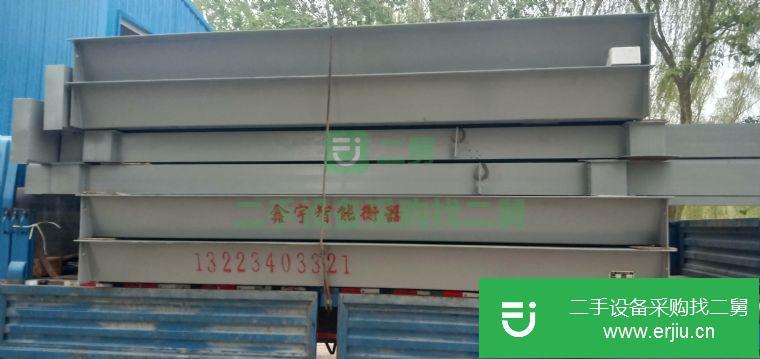 二舅
二手设备采购找二舅
鑫宇智能衡器
13223403321
二手设备采购找二舅
www.erjiu.cn